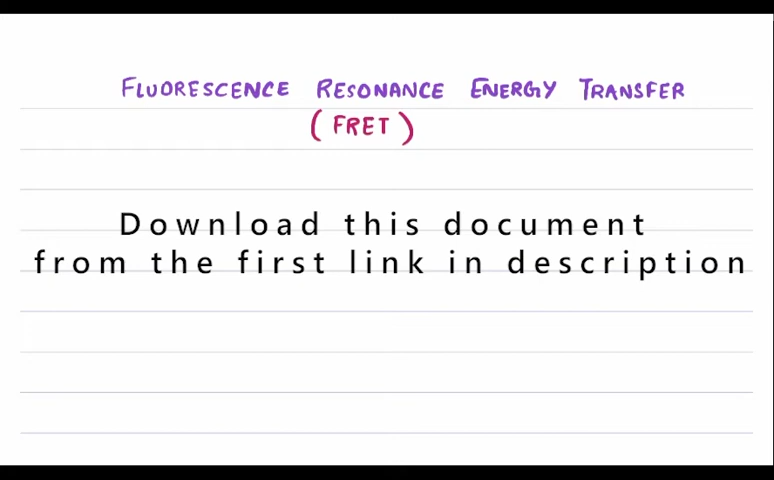 FLUORESCENCE RESONANCE ENERGY TRANSFER
(FRET)
Download this document
from the first link in description